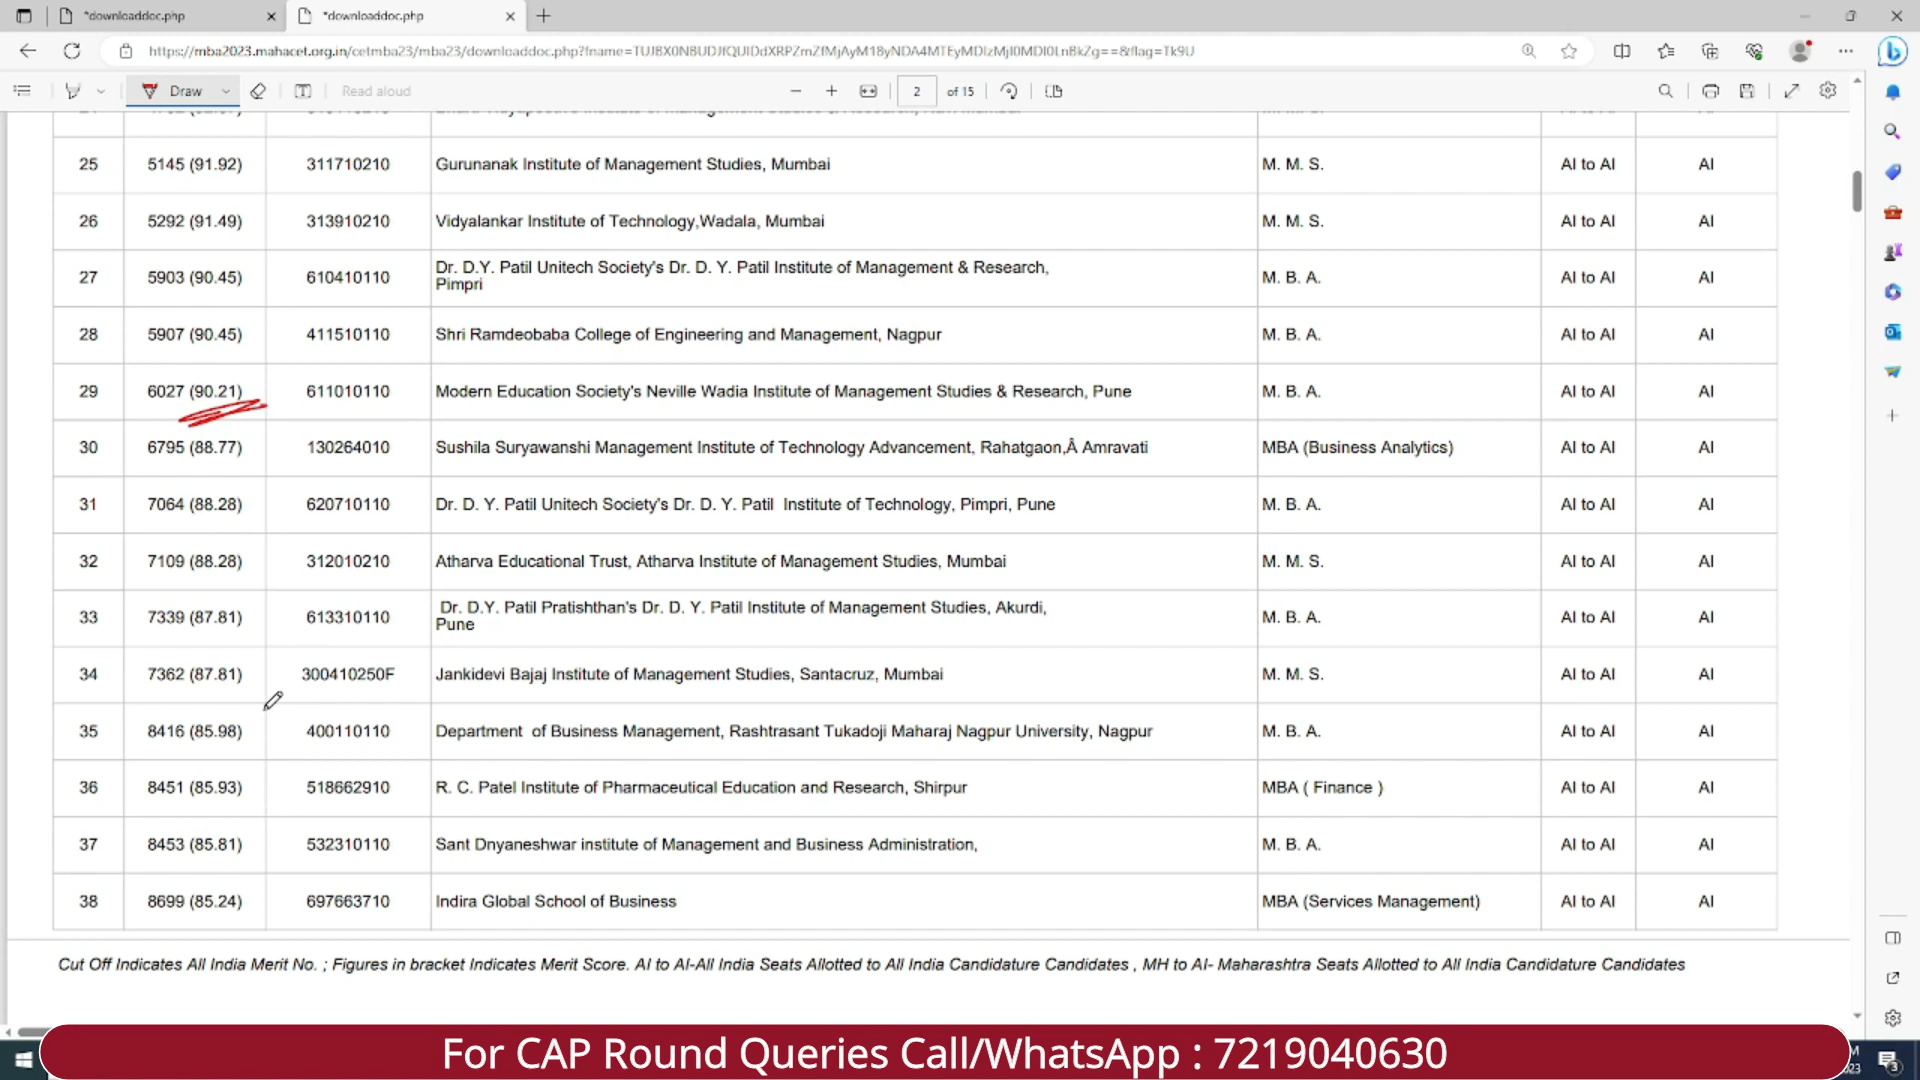 *downloaddoc.php
*downloaddoc.php
https://mba2023.mahacet.org.in/cetmba23/mba23/downloaddoc.php?fname=
Draw
Read aloud
2 of 15
25 5145 (91.92) 311710210 Gurunanak Institute of Management Studies, Mumbai M. M. S. AI to AI AI
26 5292 (91.49) 313910210 Vidyalankar Institute of Technology,Wadala, Mumbai M. M. S. AI to AI AI
27 5903 (90.45) 610410110 Dr. D.Y. Patil Unitech Society's Dr. D. Y. Patil Institute of Management & Research, M. B. A. AI to AI AI
Pimpri
28 5907 (90.45) 411510110 Shri Ramdeobaba College of Engineering and Management, Nagpur M. B. A. AI to AI AI
29 6027 (90.21) 611010110 Modern Education Society's Neville Wadia Institute of Management Studies & Research, Pune M. B. A. AI to AI AI
30 6795 (88.77) 130264010 Sushila Suryawanshi Management Institute of Technology Advancement, Rahatgaon,Â Amravati MBA (Business Analytics) AI to AI AI
31 7064 (88.28) 620710110 Dr. D. Y. Patil Unitech Society's Dr. D. Y. Patil Institute of Technology, Pimpri, Pune M. B. A. AI to AI AI
32 7109 (88.28) 312010210 Atharva Educational Trust, Atharva Institute of Management Studies, Mumbai M. M. S. AI to AI AI
33 7339 (87.81) 613310110 Dr. D.Y. Patil Pratishthan's Dr. D. Y. Patil Institute of Management Studies, Akurdi, M. B. A. AI to AI AI
Pune
34 7362 (87.81) 300410250F Jankidevi Bajaj Institute of Management Studies, Santacruz, Mumbai M. M. S. AI to AI AI
35 8416 (85.98) 400110110 Department of Business Management, Rashtrasant Tukadoji Maharaj Nagpur University, Nagpur M. B. A. AI to AI AI
36 8451 (85.93) 518662910 R. C. Patel Institute of Pharmaceutical Education and Research, Shirpur MBA ( Finance ) AI to AI AI
37 8453 (85.81) 532310110 Sant Dnyaneshwar institute of Management and Business Administration, M. B. A. AI to AI AI
38 8699 (85.24) 697663710 Indira Global School of Business MBA (Services Management) AI to AI AI
Cut Off Indicates All India Merit No. ; Figures in bracket Indicates Merit Score. AI to AI-All India Seats Allotted to All India Candidature Candidates , MH to AI- Maharashtra Seats Allotted to All India Candidature Candidates
For CAP Round Queries Call/WhatsApp : 7219040630